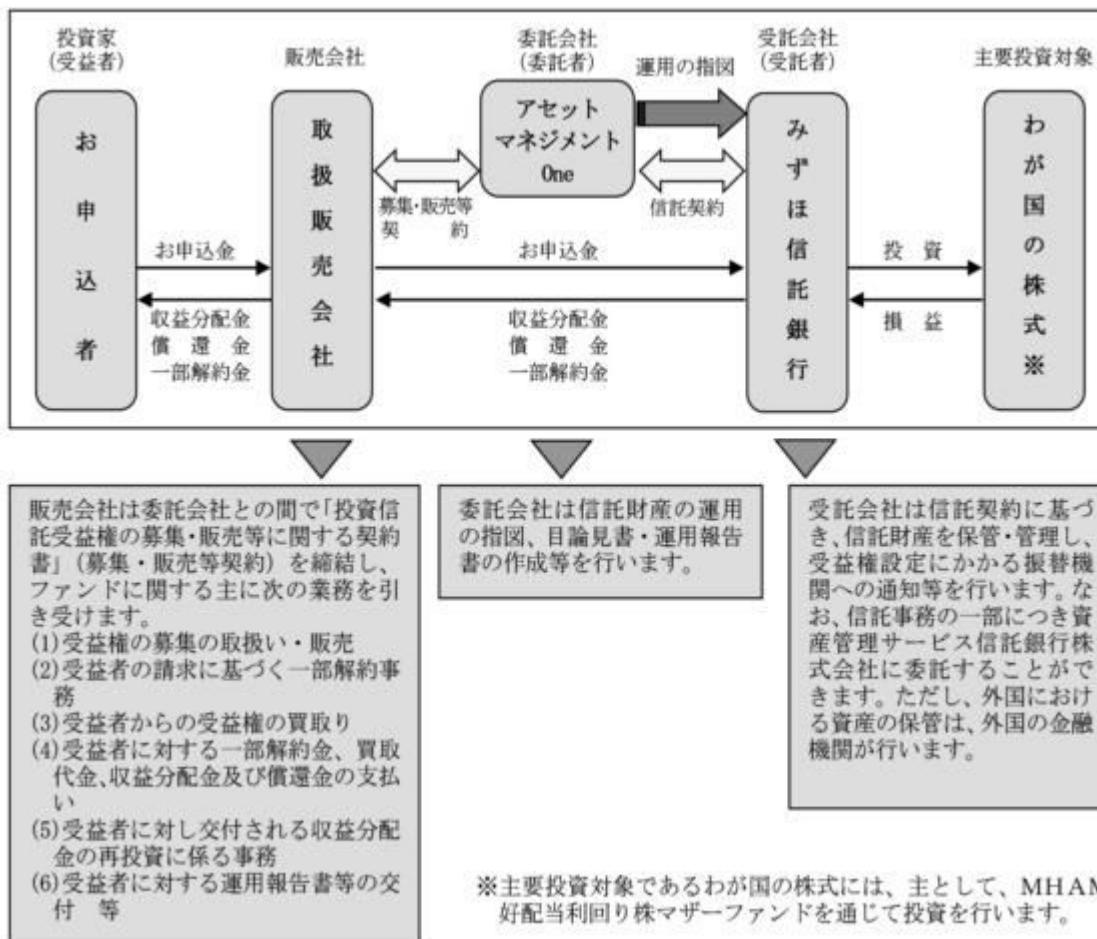 投資家
(受益者)
販売会社
委託会社
(委託者)
運用の指図
受託会社
(受託者)
主要投資対象
お申込者
取扱販売会社
アセット
マネジメント
One
みずほ信託銀行
わが国の株式※
募集・販売等
契　約
信託契約
お申込金
収益分配金
償 還 金
一部解約金
お申込金
収益分配金
償 還 金
一部解約金
投 資
損 益
販売会社は委託会社との間で「投資信
託受益権の募集・販売等に関する契約
書」（募集・販売等契約）を締結し、
ファンドに関する主に次の業務を引
き受けます。
(1)受益権の募集の取扱い・販売
(2)受益者の請求に基づく一部解約事
務
(3)受益者からの受益権の買取り
(4)受益者に対する一部解約金、買取
代金、収益分配金及び償還金の支払
い
(5)受益者に対し交付される収益分配
金の再投資に係る事務
(6)受益者に対する運用報告書等の交
付　等
委託会社は信託財産の運用
の指図、目論見書・運用報告
書の作成等を行います。
受託会社は信託契約に基づ
き、信託財産を保管・管理し、
受益権設定にかかる振替機
関への通知等を行います。な
お、信託事務の一部につき資
産管理サービス信託銀行株
式会社に委託することがで
きます。ただし、外国におけ
る資産の保管は、外国の金融
機関が行います。
※主要投資対象であるわが国の株式には、主として、MHAM
好配当利回り株マザーファンドを通じて投資を行います。